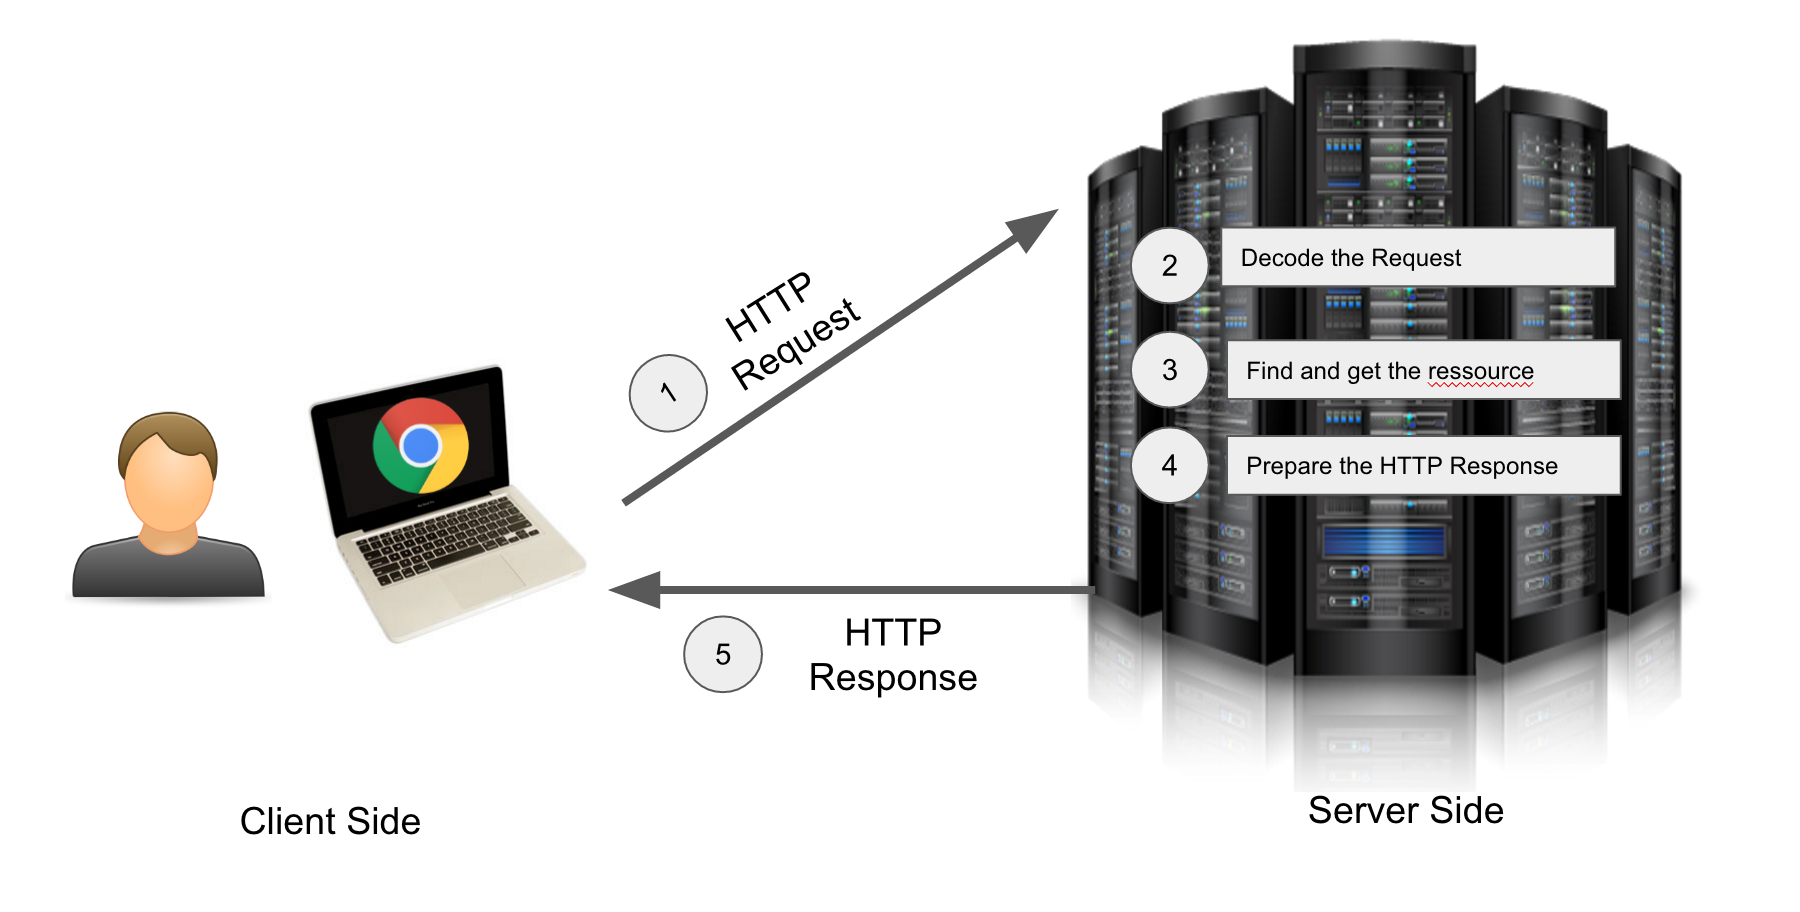 1
HTTP
Request
2
Decode the Request
3
Find and get the ressource
4
Prepare the HTTP Response
5
HTTP
Response
Client Side
Server Side